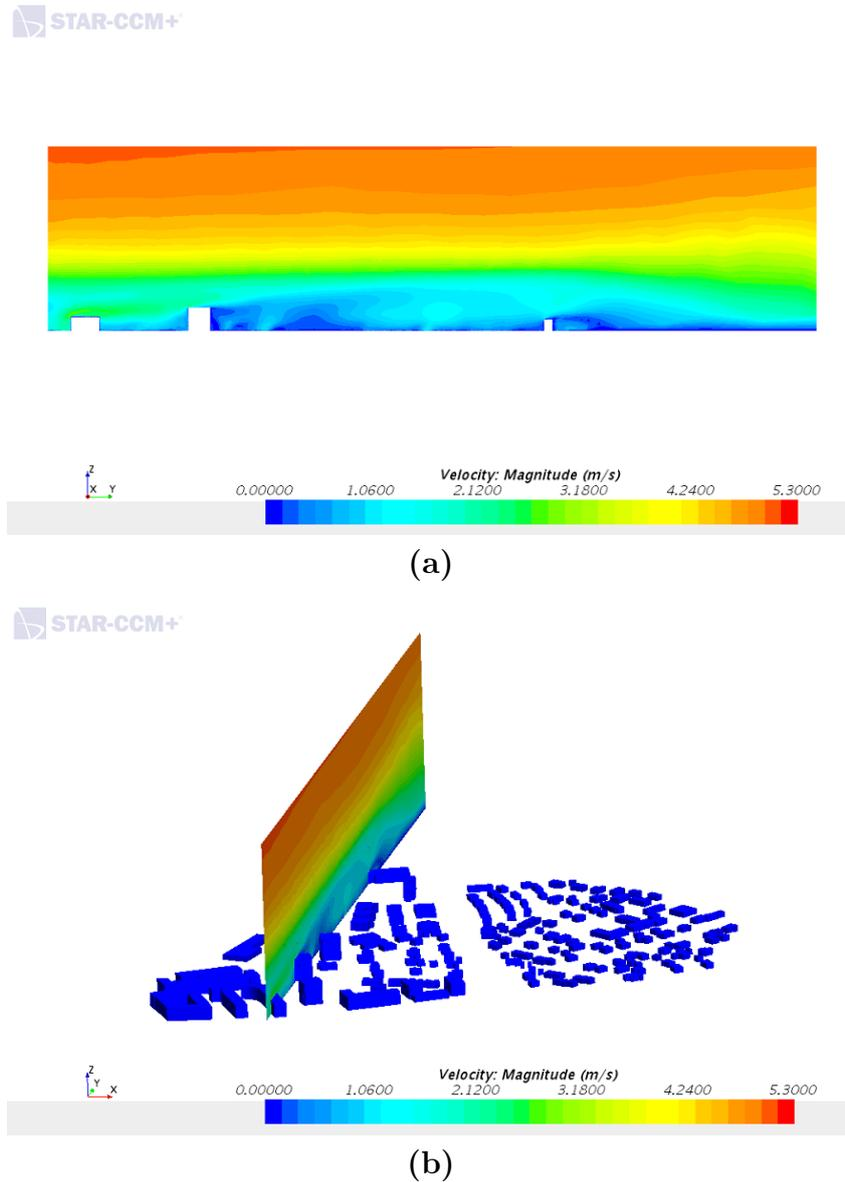 STAR-CCM+
Z
X Y
Velocity: Magnitude (m/s)
0.00000 1.0600 2.1200 3.1800 4.2400 5.3000
(a)
STAR-CCM+
Z
Y
X
Velocity: Magnitude (m/s)
0.00000 1.0600 2.1200 3.1800 4.2400 5.3000
(b)